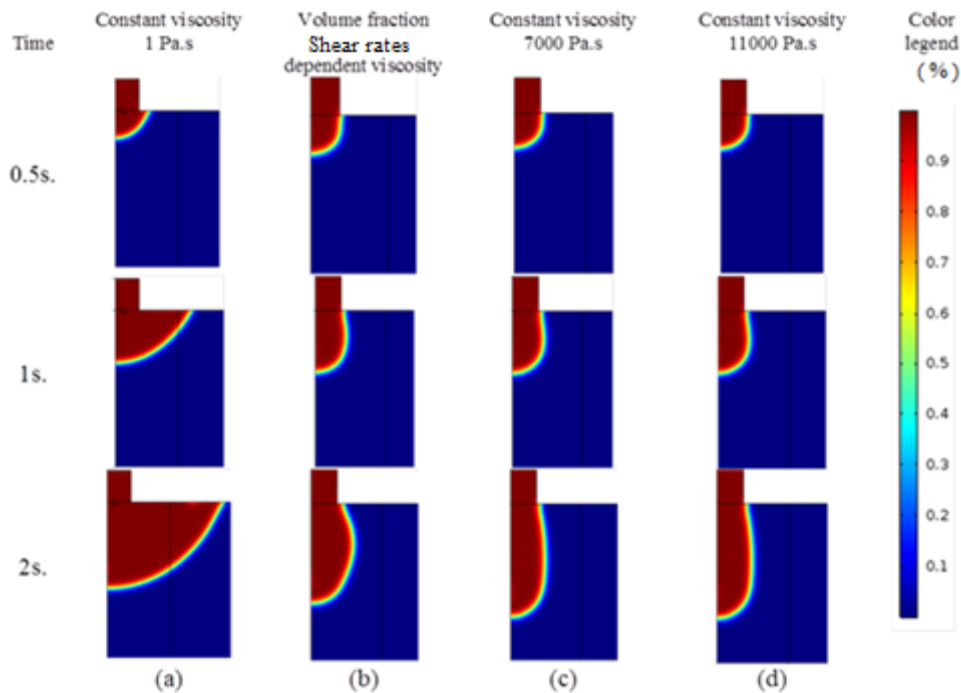 Time
Constant viscosity
1 Pa.s
Volume fraction
Shear rates
dependent viscosity
Constant viscosity
7000 Pa.s
Constant viscosity
11000 Pa.s
Color
legend
(%)
0.5s.
1s.
2s.
0.9
0.8
0.7
0.6
0.5
0.4
0.3
0.2
0.1
(a)
(b)
(c)
(d)